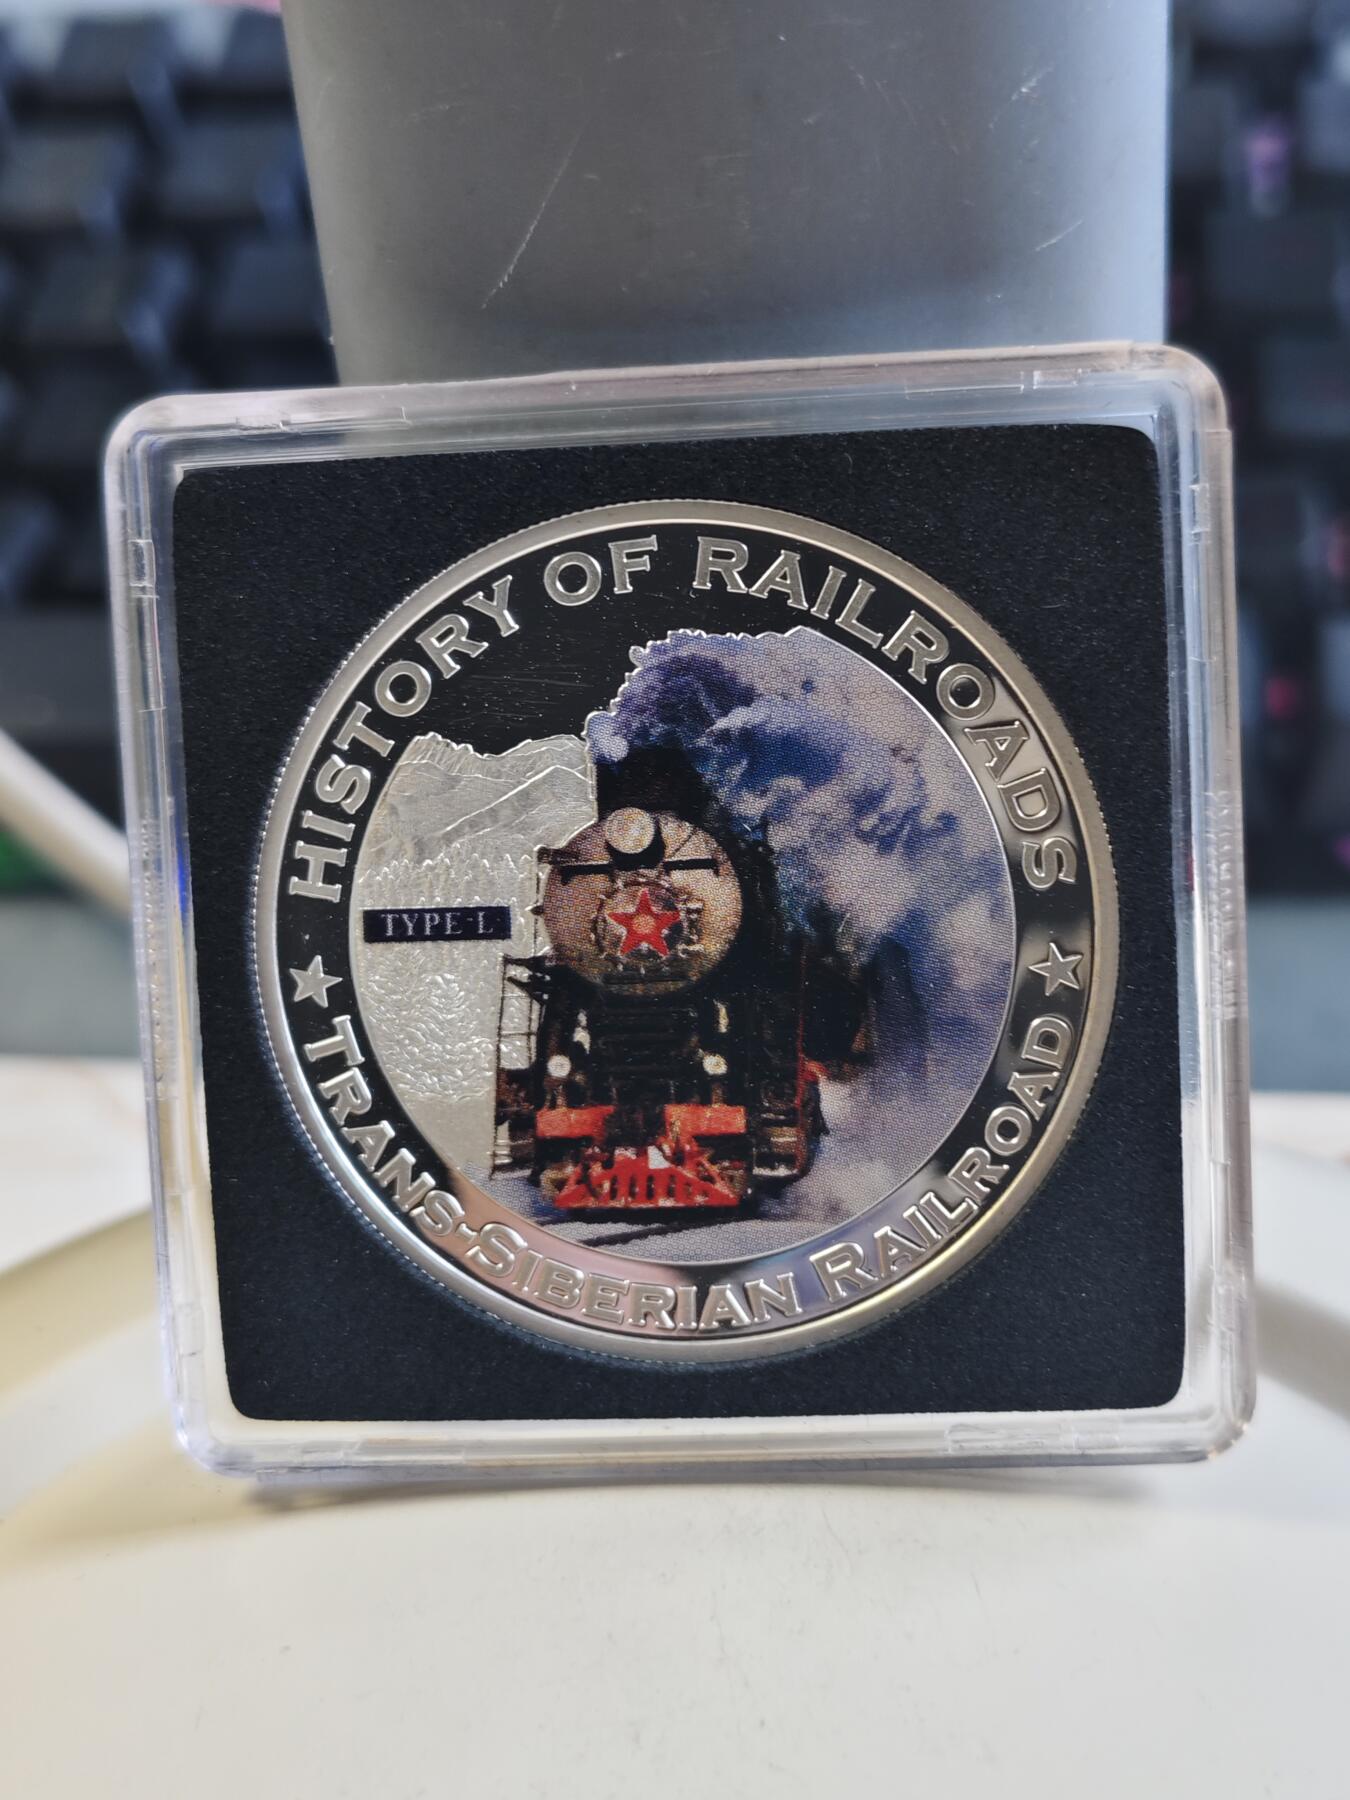 HISTORY OF RAILROADS
TYPE-L
TRANS-SIBERIAN RAILROAD